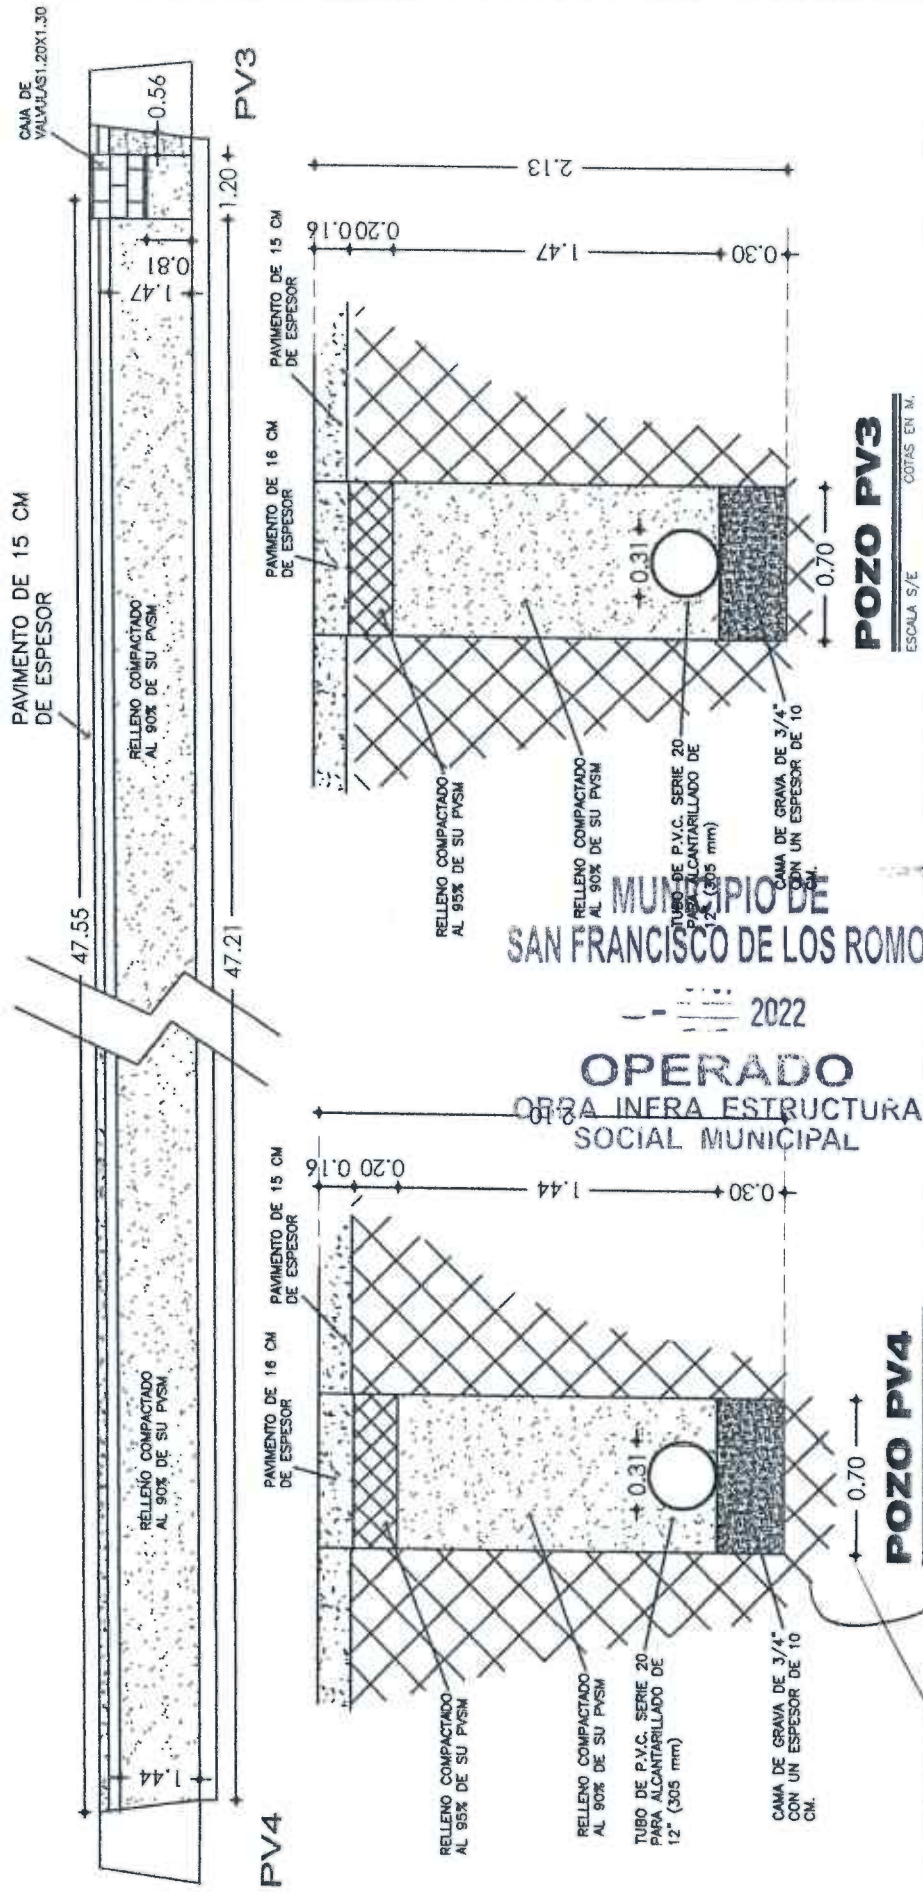 PAVIMENTO DE 15 CM
DE ESPESOR
CAJA DE
VALVULAS1.20X1.30
47.55
0.56
RELLENO COMPACTADO
AL 90% DE SU PVSM
RELLENO COMPACTADO
AL 90% DE SU PVSM
1.44
1.47
0.81
47.21
1.20
PV4
PV3
PAVIMENTO DE 16 CM
DE ESPESOR
PAVIMENTO DE 15 CM
DE ESPESOR
RELLENO COMPACTADO
AL 95% DE SU PVSM
RELLENO COMPACTADO
AL 90% DE SU PVSM
TUBO DE P.V.C. SERIE 20
PARA ALCANTARILLADO DE
12" (305 mm)
CAMA DE GRAVA DE 3/4"
CON UN ESPESOR DE 10
CM.
0.31
0.70
0.16
0.20
1.44
0.30
2.10
POZO PV4
PAVIMENTO DE 16 CM
DE ESPESOR
PAVIMENTO DE 15 CM
DE ESPESOR
RELLENO COMPACTADO
AL 95% DE SU PVSM
RELLENO COMPACTADO
AL 90% DE SU PVSM
TUBO DE P.V.C. SERIE 20
PARA ALCANTARILLADO DE
12" (305 mm)
CAMA DE GRAVA DE 3/4"
CON UN ESPESOR DE 10
CM.
0.31
0.70
0.16
0.20
1.47
0.30
2.13
POZO PV3
ESCALA S/E COTAS EN M.
MUNICIPIO DE
SAN FRANCISCO DE LOS ROMO
2022
OPERADO
OBRA INFRA ESTRUCTURA
SOCIAL MUNICIPAL